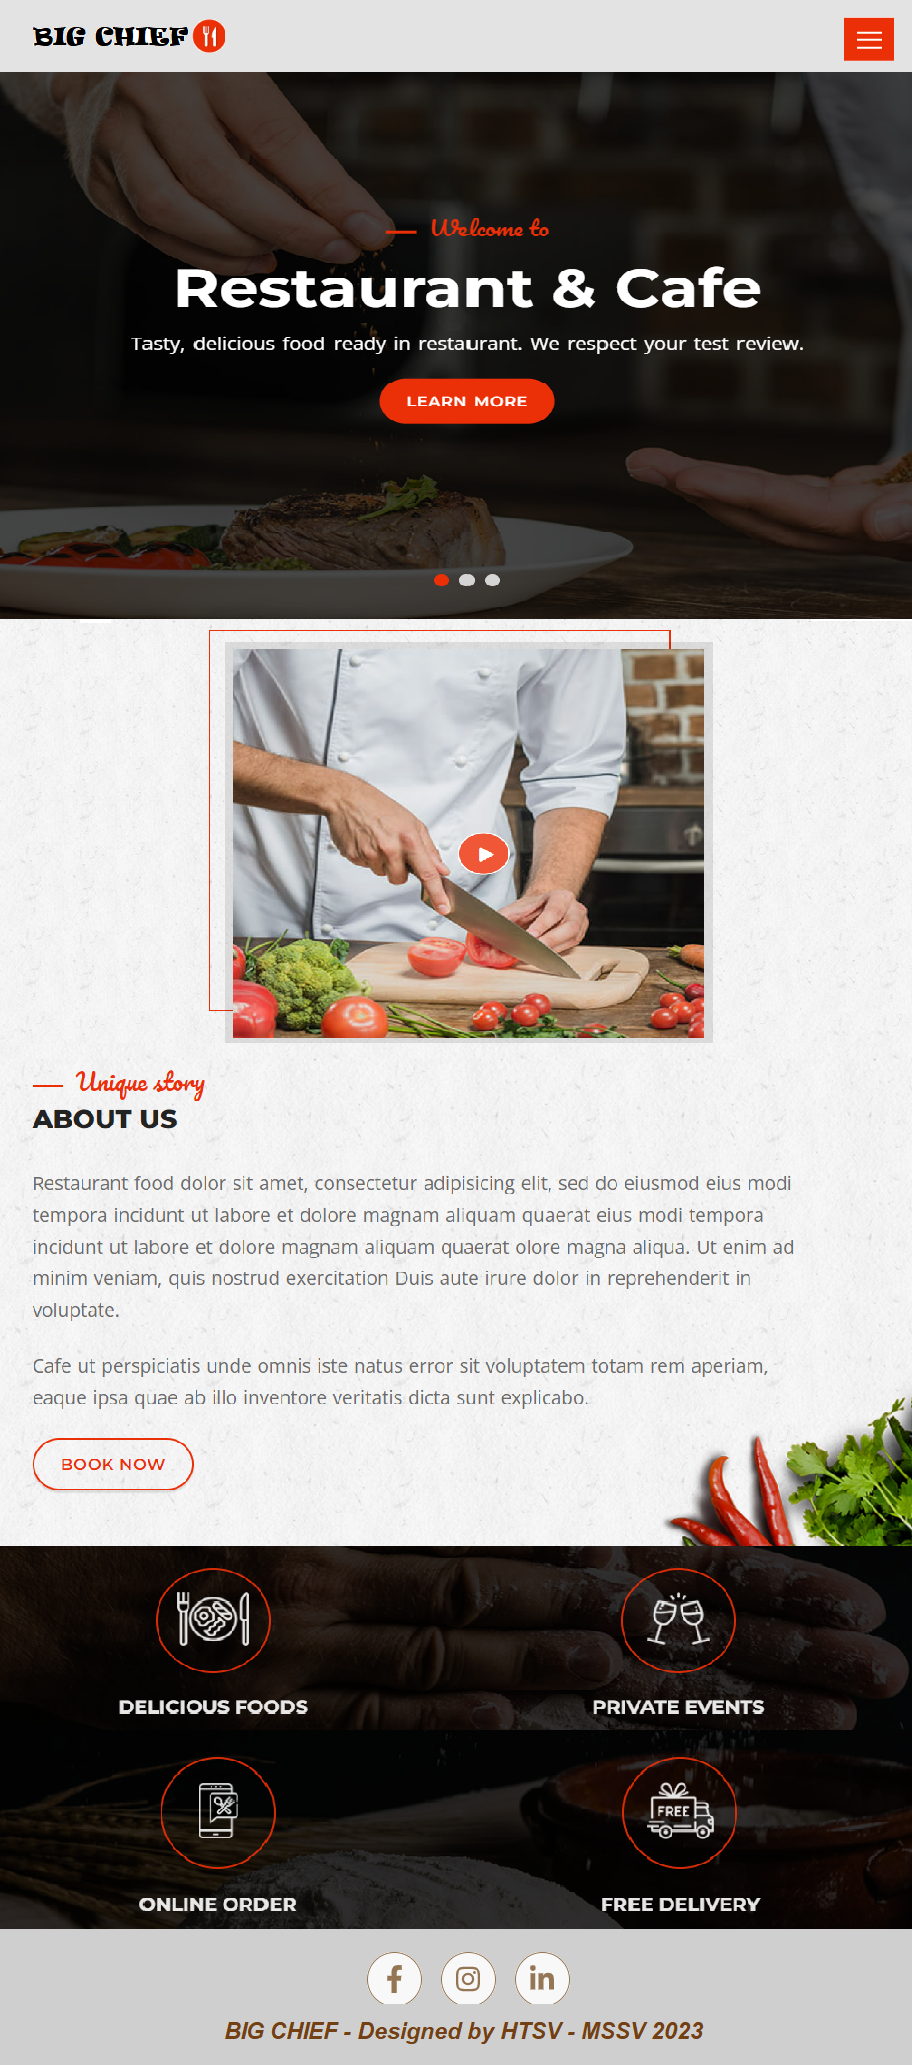 BIG CHIEF
Welcome to
Restaurant & Cafe
Tasty, delicious food ready in restaurant. We respect your test review.
LEARN MORE
Unique story
ABOUT US
Restaurant food dolor sit amet, consectetur adipisicing elit, sed do eiusmod eius modi
tempora incidunt ut labore et dolore magnam aliquam quaerat eius modi tempora
incidunt ut labore et dolore magnam aliquam quaerat olore magna aliqua. Ut enim ad
minim veniam, quis nostrud exercitation Duis aute irure dolor in reprehenderit in
voluptate.
Cafe ut perspiciatis unde omnis iste natus error sit voluptatem totam rem aperiam,
eaque ipsa quae ab illo inventore veritatis dicta sunt explicabo.
BOOK NOW
DELICIOUS FOODS
PRIVATE EVENTS
FREE
ONLINE ORDER
FREE DELIVERY
BIG CHIEF - Designed by HTSV - MSSV 2023